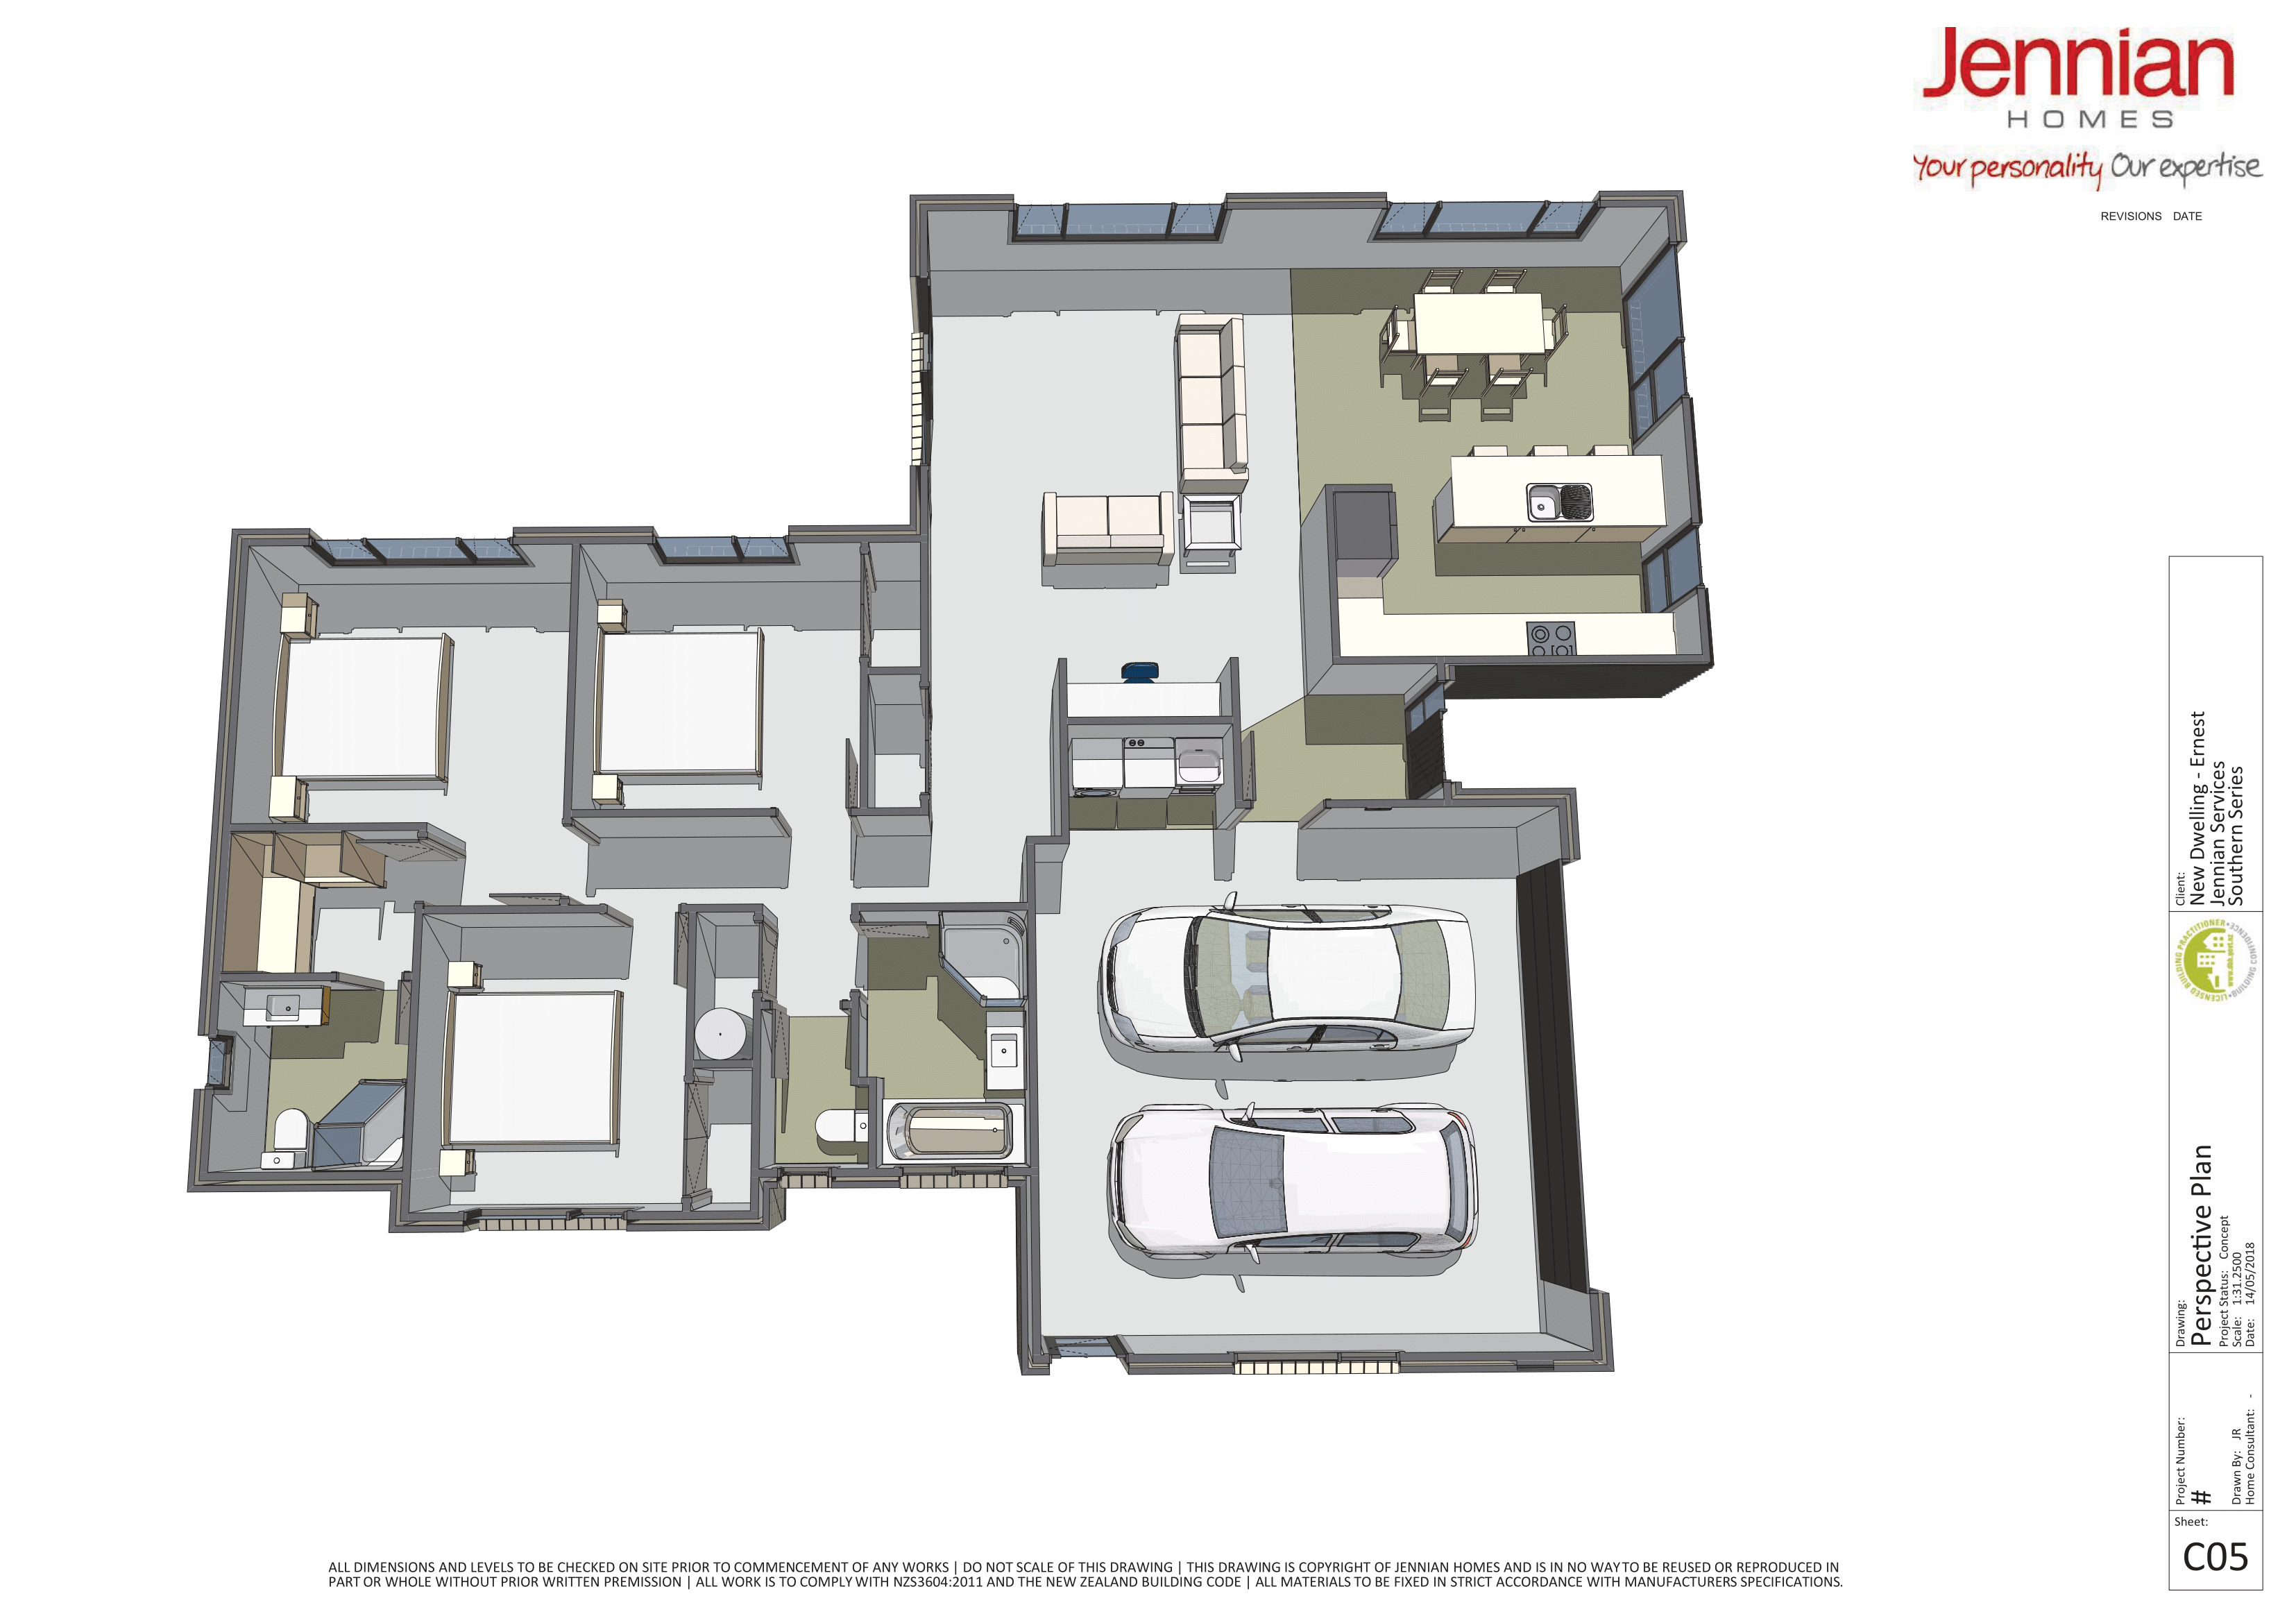 Jennian
HOMES
Your personality Our expertise
REVISIONS DATE
Client:
New Dwelling - Ernest
Jennian Services
Southern Series
LICENSED BUILDING PRACTITIONER
BUILDING CONFIDENCE
www.dbh.govt.nz
Drawing:
Perspective Plan
Project Status: Concept
Scale: 1:31.2500
Date: 14/05/2018
Project Number:
#
Drawn By: JR
Home Consultant: -
Sheet:
C05
ALL DIMENSIONS AND LEVELS TO BE CHECKED ON SITE PRIOR TO COMMENCEMENT OF ANY WORKS | DO NOT SCALE OF THIS DRAWING | THIS DRAWING IS COPYRIGHT OF JENNIAN HOMES AND IS IN NO WAY TO BE REUSED OR REPRODUCED IN
PART OR WHOLE WITHOUT PRIOR WRITTEN PREMISSION | ALL WORK IS TO COMPLY WITH NZS3604:2011 AND THE NEW ZEALAND BUILDING CODE | ALL MATERIALS TO BE FIXED IN STRICT ACCORDANCE WITH MANUFACTURERS SPECIFICATIONS.